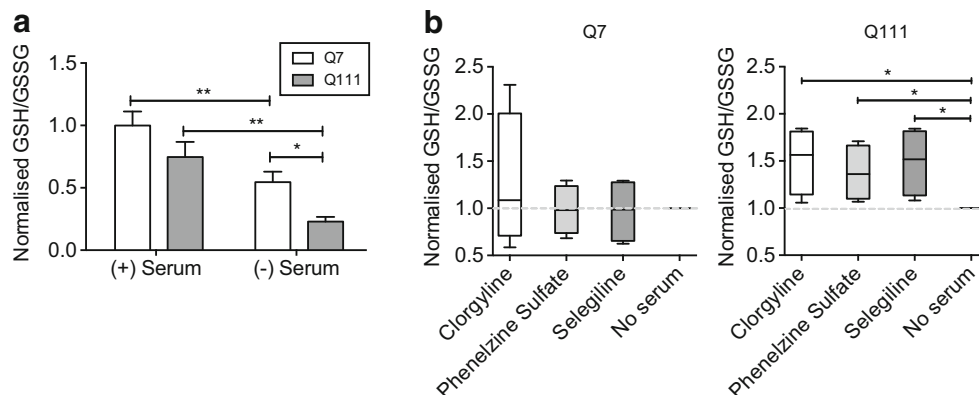 a
Normalised GSH/GSSG
1.5
1.0
0.5
0.0
Q7
Q111
**
**
*
(+) Serum
(-) Serum
b
Q7
Normalised GSH/GSSG
2.5
2.0
1.5
1.0
0.5
Clorgyline
Phenelzine Sulfate
Selegiline
No serum
Q111
Normalised GSH/GSSG
2.5
2.0
1.5
1.0
0.5
*
*
*
Clorgyline
Phenelzine Sulfate
Selegiline
No serum